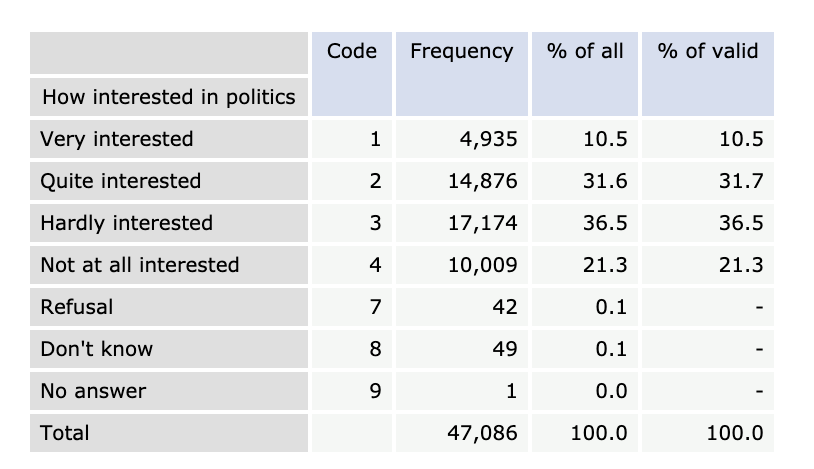 Code Frequency % of all % of valid
How interested in politics
Very interested 1 4,935 10.5 10.5
Quite interested 2 14,876 31.6 31.7
Hardly interested 3 17,174 36.5 36.5
Not at all interested 4 10,009 21.3 21.3
Refusal 7 42 0.1 -
Don't know 8 49 0.1 -
No answer 9 1 0.0 -
Total 47,086 100.0 100.0